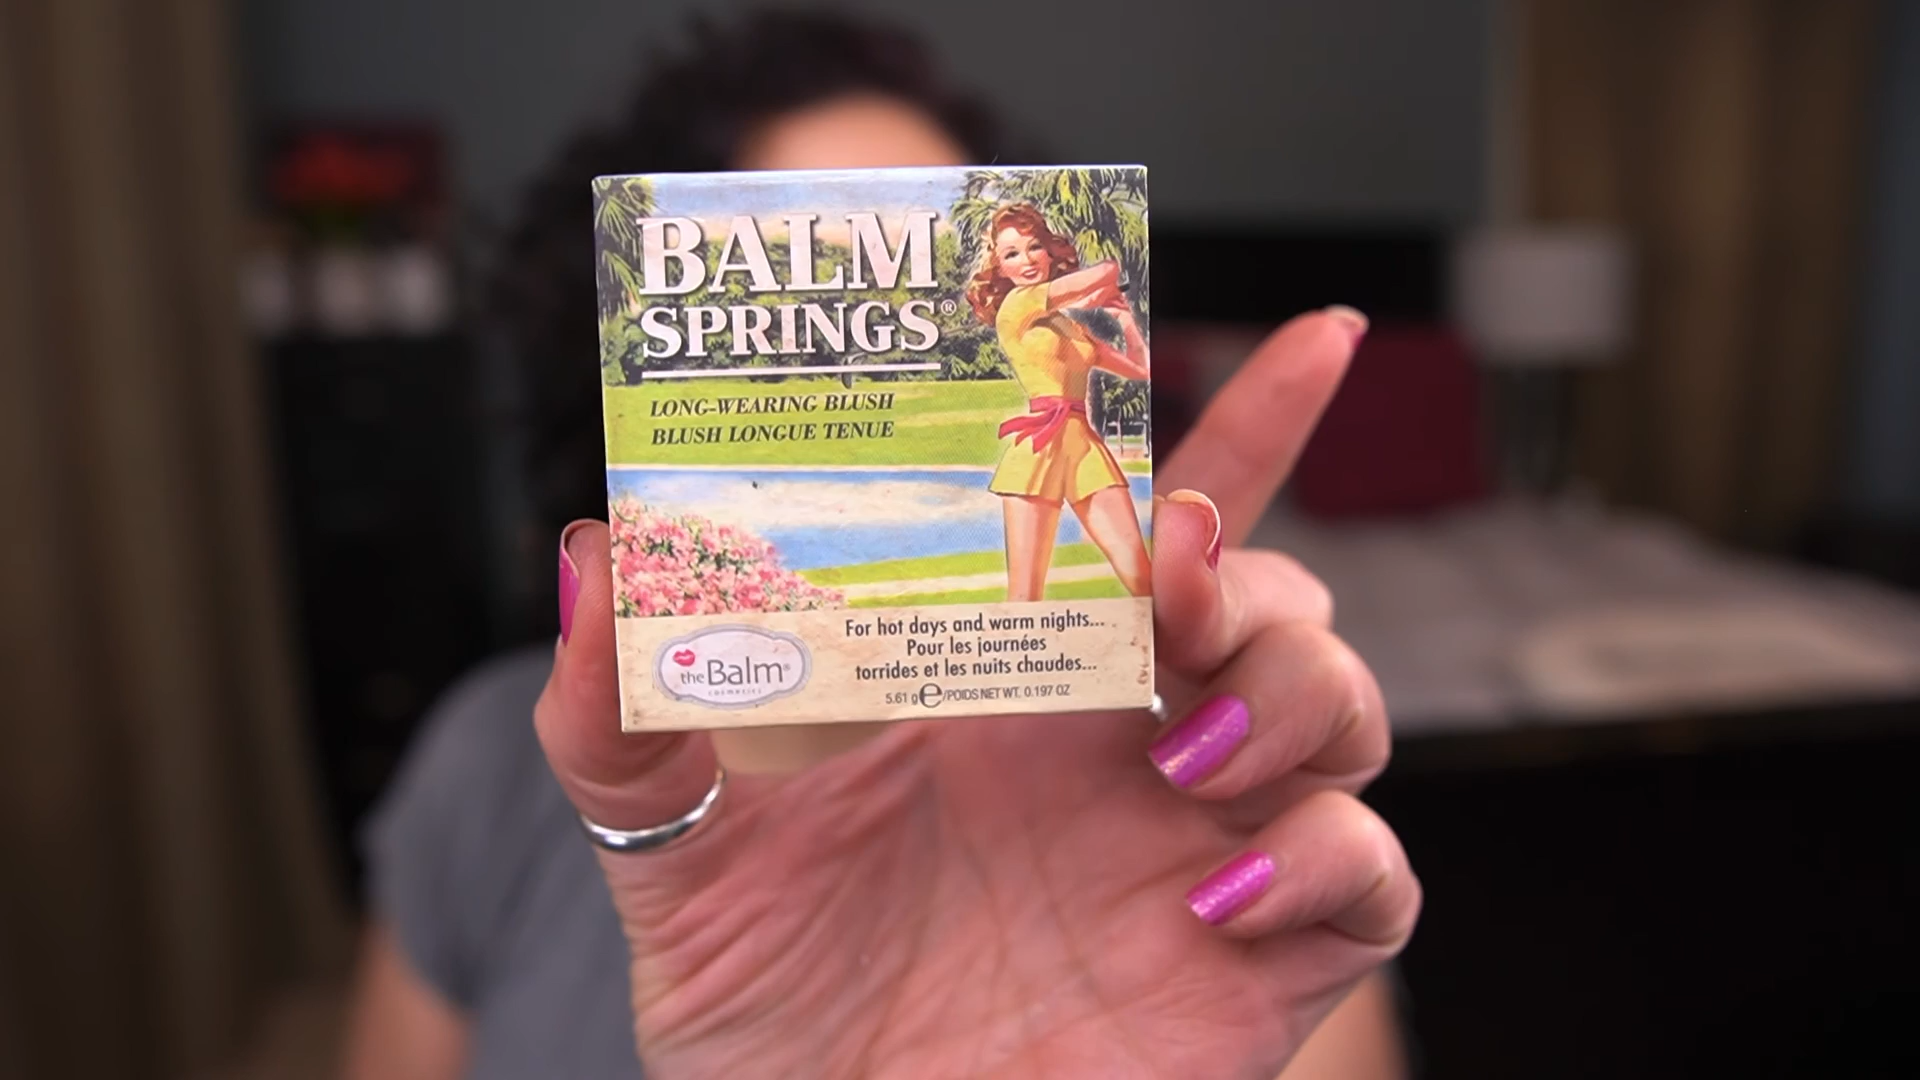 BALM
SPRINGS®
LONG-WEARING BLUSH
BLUSH LONGUE TENUE
For hot days and warm nights...
Pour les journées
torrides et les nuits chaudes...
5.61 g℮/POIDS NET WT. 0.197 OZ
theBalm®
cosmetics